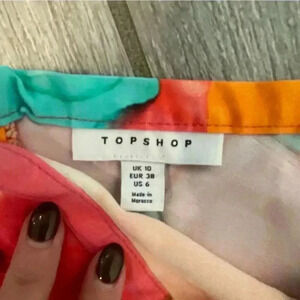 TOPSHOP
UK 10
EUR 38
US 6
Made in
Morocco